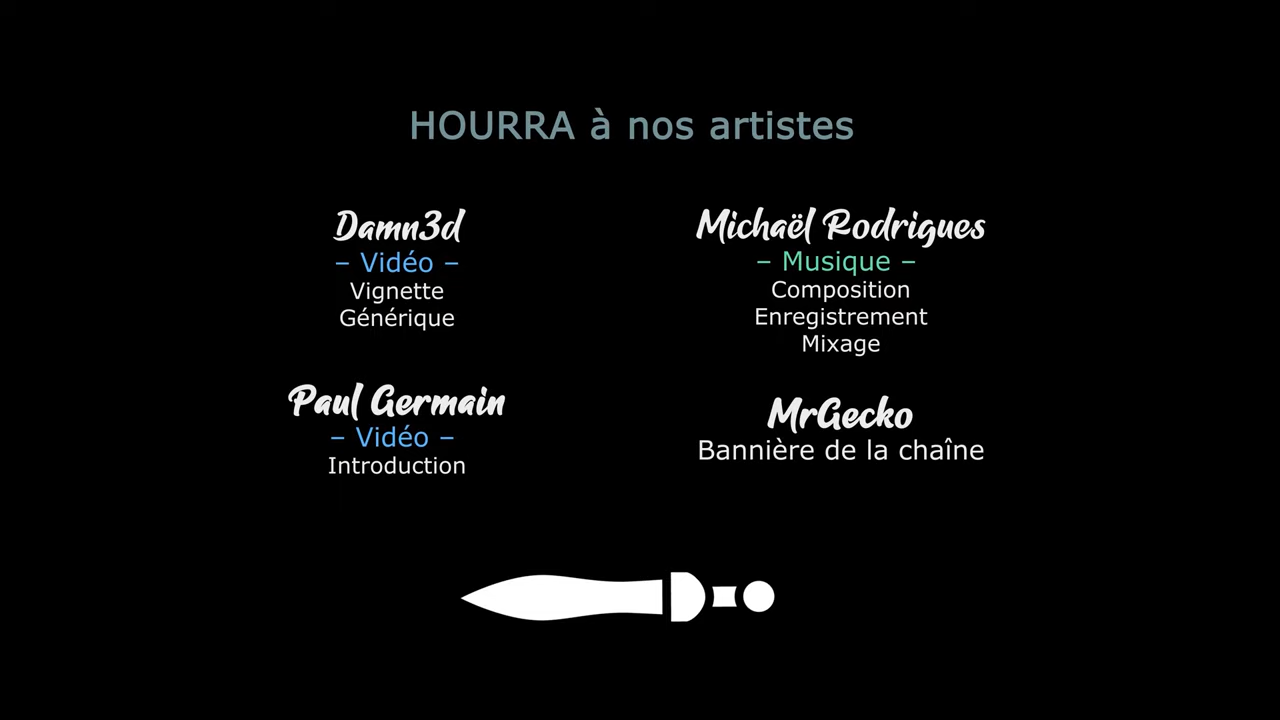 HOURRA à nos artistes
Damn3d
– Vidéo –
Vignette
Générique
Paul Germain
– Vidéo –
Introduction
Michaël Rodrigues
– Musique –
Composition
Enregistrement
Mixage
MrGecko
Bannière de la chaîne